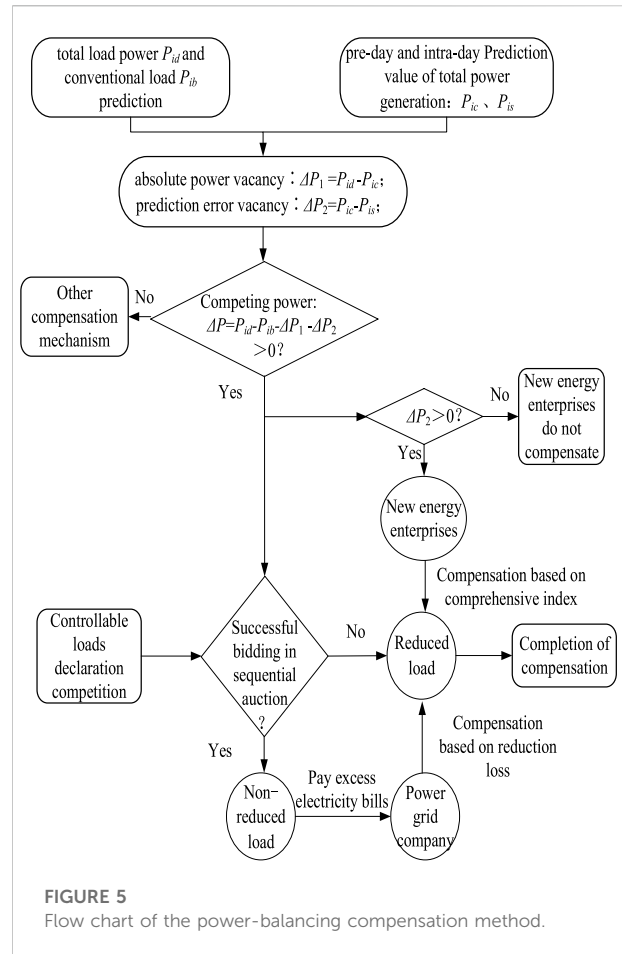 total load power P_id and
conventional load P_ib
prediction
pre-day and intra-day Prediction
value of total power
generation: P_ic 、 P_is
absolute power vacancy：ΔP_1 =P_id-P_ic;
prediction error vacancy：ΔP_2=P_ic-P_is;
Other
compensation
mechanism
No
Competing power:
ΔP=P_id-P_ib-ΔP_1 -ΔP_2
>0?
Yes
ΔP_2>0?
No
New energy
enterprises
do not
compensate
Yes
New energy
enterprises
Compensation based on
comprehensive index
Controllable
loads
declaration
competition
Successful
bidding in
sequential
auction
?
No
Reduced
load
Completion of
compensation
Yes
Compensation
based on reduction
loss
Non-
reduced
load
Pay excess
electricity bills
Power
grid
company
FIGURE 5
Flow chart of the power-balancing compensation method.